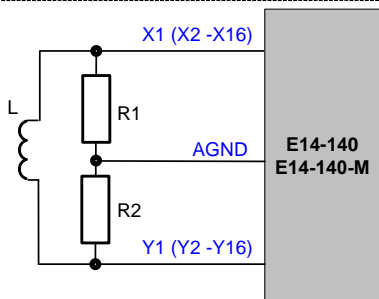 X1 (X2 -X16)
L
R1
AGND
E14-140
E14-140-M
R2
Y1 (Y2 -Y16)